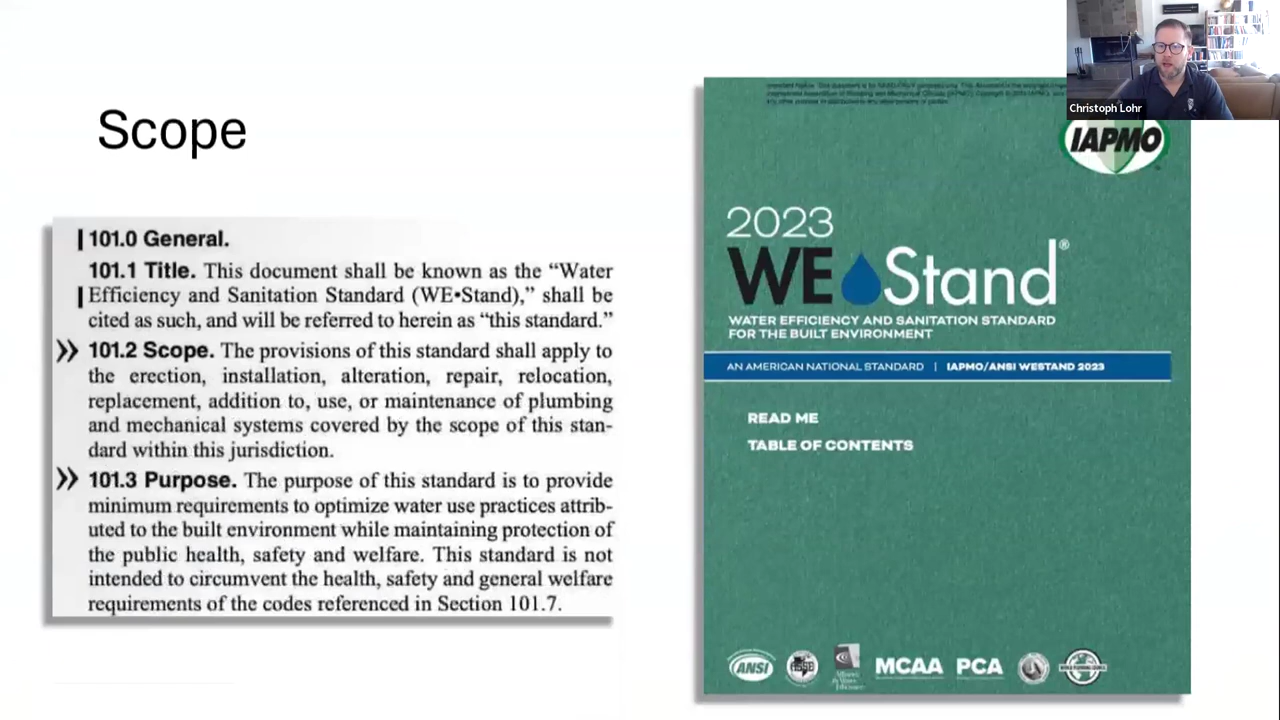 Christoph Lohr
Scope
101.0 General.
101.1 Title. This document shall be known as the “Water
Efficiency and Sanitation Standard (WE•Stand),” shall be
cited as such, and will be referred to herein as “this standard.”
101.2 Scope. The provisions of this standard shall apply to
the erection, installation, alteration, repair, relocation,
replacement, addition to, use, or maintenance of plumbing
and mechanical systems covered by the scope of this stan-
dard within this jurisdiction.
101.3 Purpose. The purpose of this standard is to provide
minimum requirements to optimize water use practices attrib-
uted to the built environment while maintaining protection of
the public health, safety and welfare. This standard is not
intended to circumvent the health, safety and general welfare
requirements of the codes referenced in Section 101.7.
IAPMO
2023
WE Stand®
WATER EFFICIENCY AND SANITATION STANDARD
FOR THE BUILT ENVIRONMENT
AN AMERICAN NATIONAL STANDARD | IAPMO/ANSI WESTAND 2023
READ ME
TABLE OF CONTENTS
ANSI
MCAA
PCA